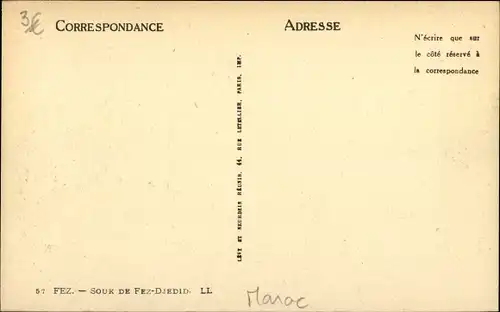 3€
CORRESPONDANCE
ADRESSE
N'écrire que sur
le côté réservé à
la correspondance
LÉVY ET NEURDEIN RÉUNIS, 44, RUE LETELLIER, PARIS, IMP.
57 FEZ. — SOUK DE FEZ-DJEDID. LL
Maroc